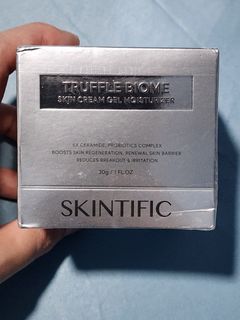 TRUFFLE BIOME
SKIN CREAM GEL MOISTURIZER
5X CERAMIDE, PROBIOTICS COMPLEX
BOOSTS SKIN REGENERATION, RENEWAL SKIN BARRIER
REDUCES BREAKOUT & IRRITATION
30g / 1 FL.OZ
SKINTIFIC